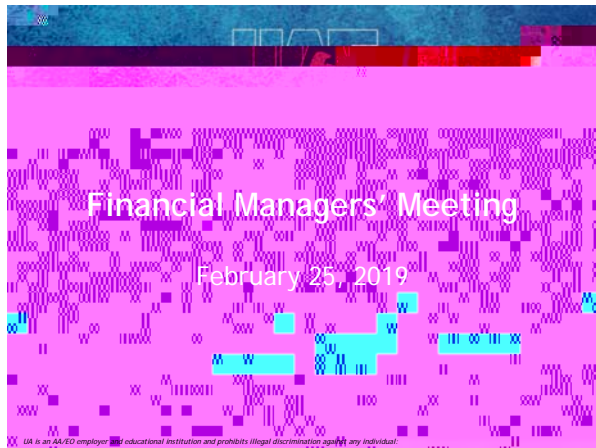 UAF
Financial Managers' Meeting
February 25, 2019
UA is an AA/EO employer and educational institution and prohibits illegal discrimination against any individual: